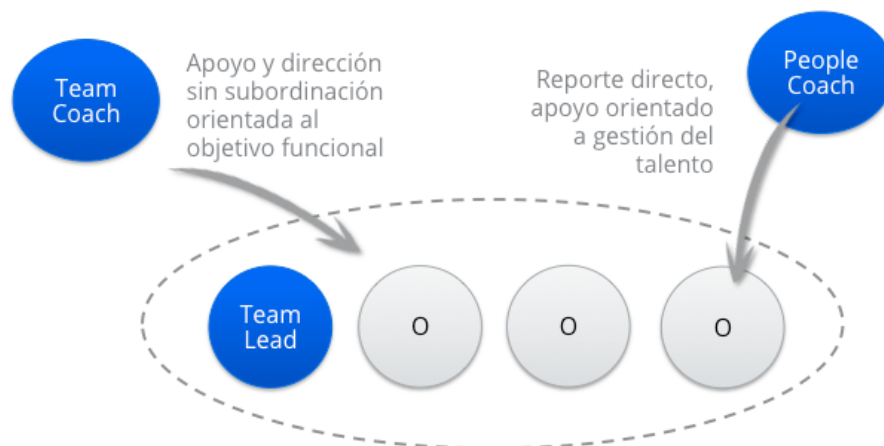 Team
Coach
Apoyo y dirección
sin subordinación
orientada al
objetivo funcional
Reporte directo,
apoyo orientado
a gestión del
talento
People
Coach
Team
Lead
O
O
O